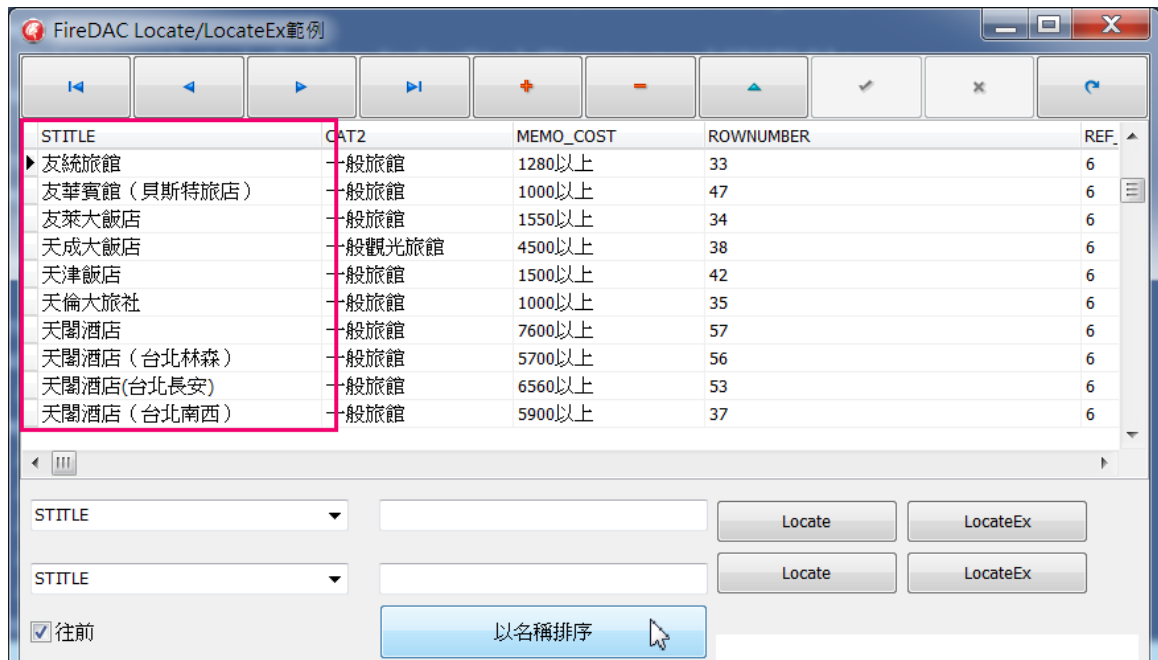 FireDAC Locate/LocateEx範例
STITLE CAT2 MEMO_COST ROWNUMBER REF_
友統旅館 一般旅館 1280以上 33 6
友華賓館（貝斯特旅店） 一般旅館 1000以上 47 6
友萊大飯店 一般旅館 1550以上 34 6
天成大飯店 一般觀光旅館 4500以上 38 6
天津飯店 一般旅館 1500以上 42 6
天倫大旅社 一般旅館 1000以上 35 6
天閣酒店 一般旅館 7600以上 57 6
天閣酒店（台北林森） 一般旅館 5700以上 56 6
天閣酒店(台北長安) 一般旅館 6560以上 53 6
天閣酒店（台北南西） 一般旅館 5900以上 37 6
STITLE Locate LocateEx
STITLE Locate LocateEx
往前 以名稱排序